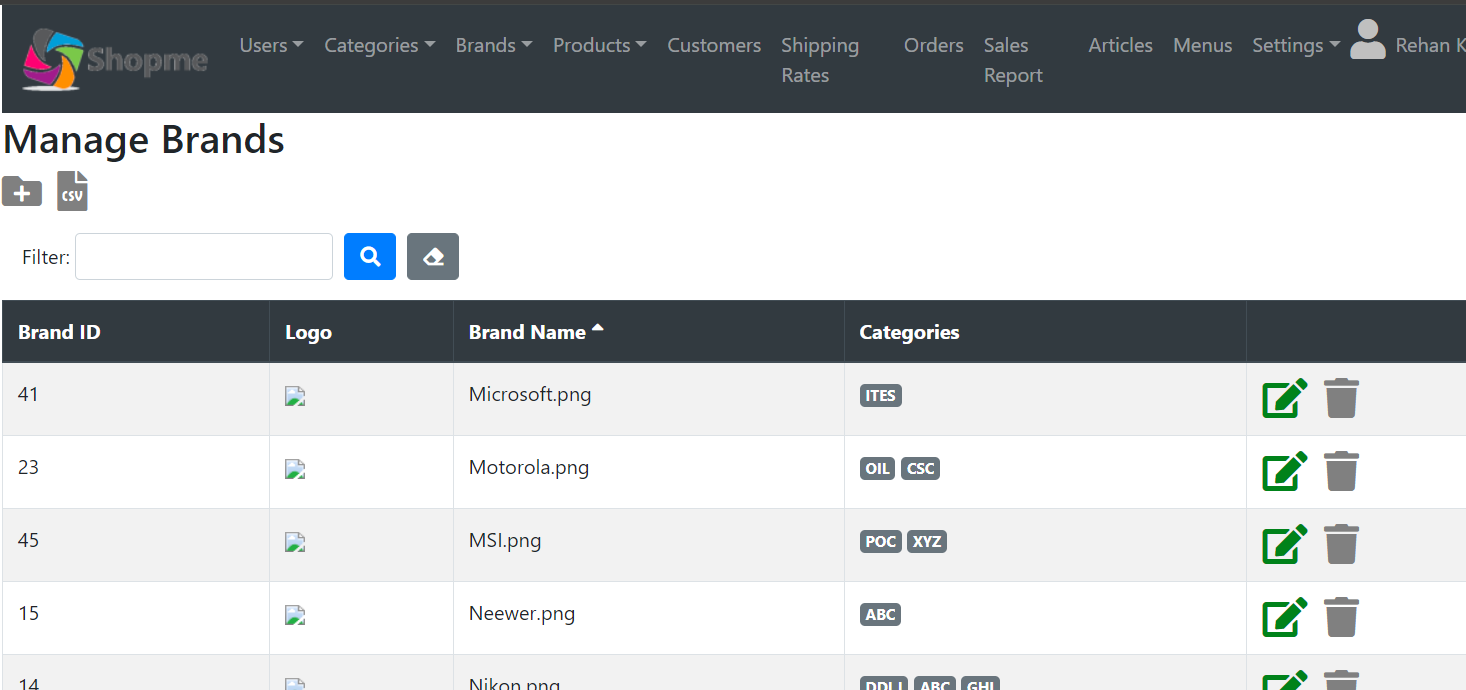 Shopme Users Categories Brands Products Customers Shipping Rates Orders Sales Report Articles Menus Settings Rehan K
Manage Brands
CSV
Filter:
Brand ID Logo Brand Name Categories
41 Microsoft.png ITES
23 Motorola.png OIL CSC
45 MSI.png POC XYZ
15 Neewer.png ABC
14 Nikon.png DDLJ ABC GHI